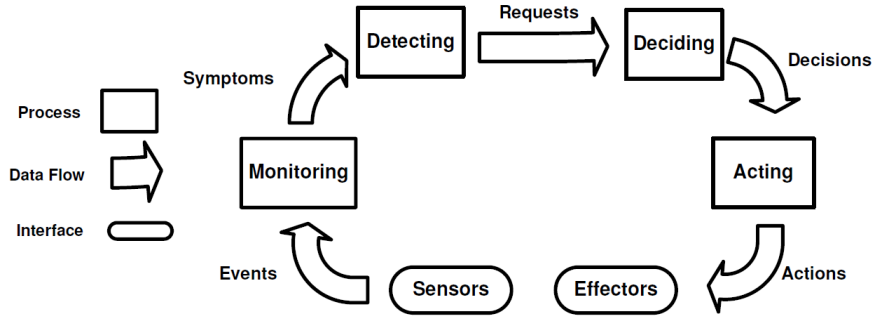 Requests
Detecting
Deciding
Symptoms
Decisions
Process
Monitoring
Acting
Data Flow
Interface
Events
Sensors
Effectors
Actions